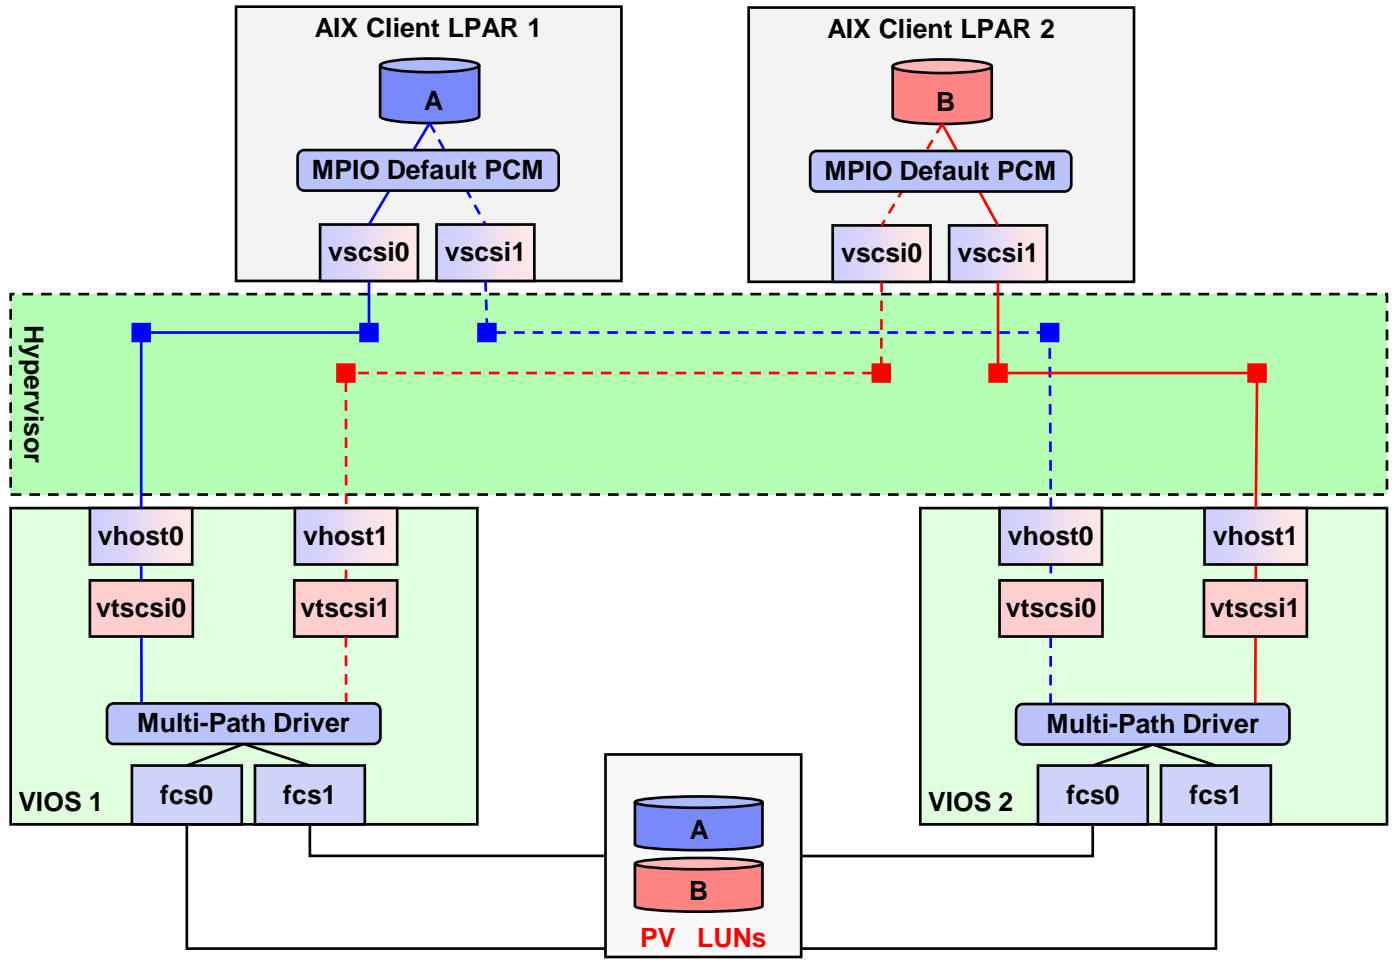 AIX Client LPAR 1
A
MPIO Default PCM
vscsi0 vscsi1
AIX Client LPAR 2
B
MPIO Default PCM
vscsi0 vscsi1
Hypervisor
vhost0 vhost1
vtscsi0 vtscsi1
Multi-Path Driver
fcs0 fcs1
VIOS 1
vhost0 vhost1
vtscsi0 vtscsi1
Multi-Path Driver
fcs0 fcs1
VIOS 2
A
B
PV LUNs